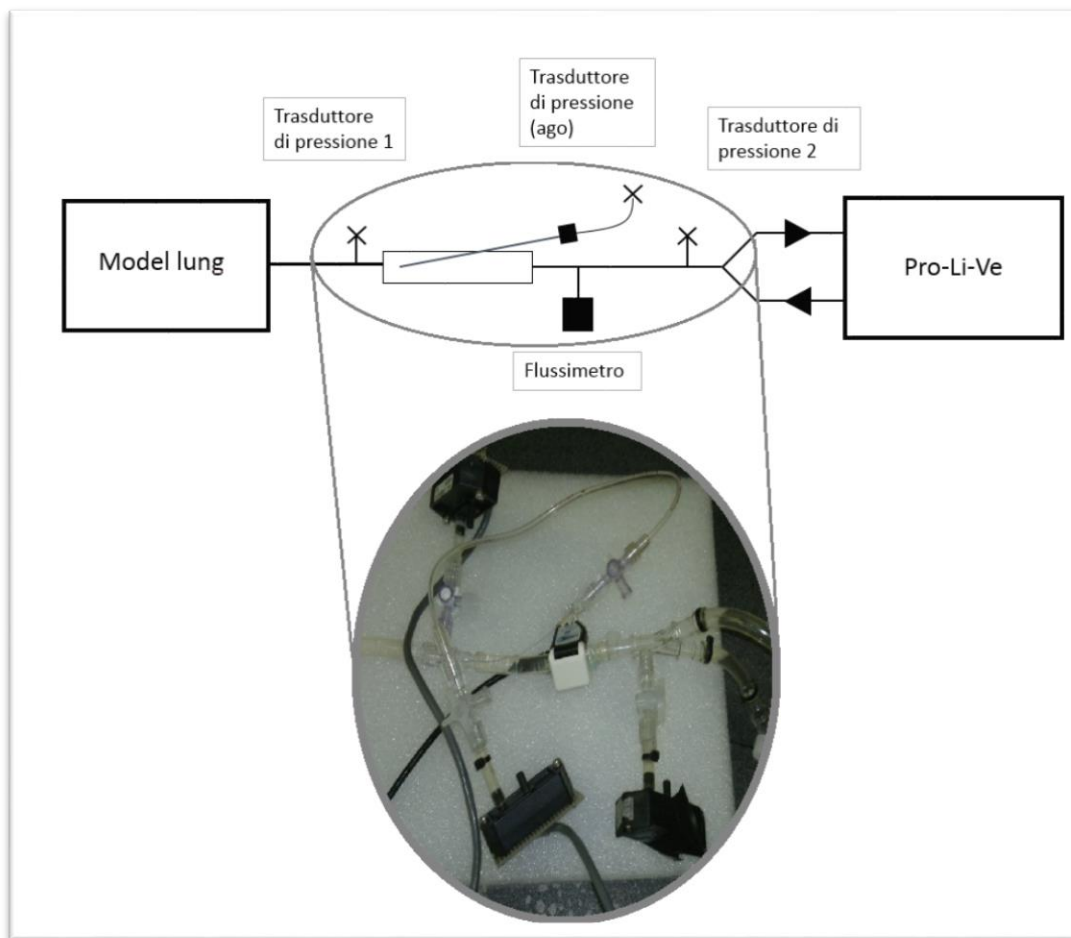 Trasduttore
di pressione 1
Trasduttore
di pressione
(ago)
Trasduttore di
pressione 2
Model lung
Pro-Li-Ve
Flussimetro